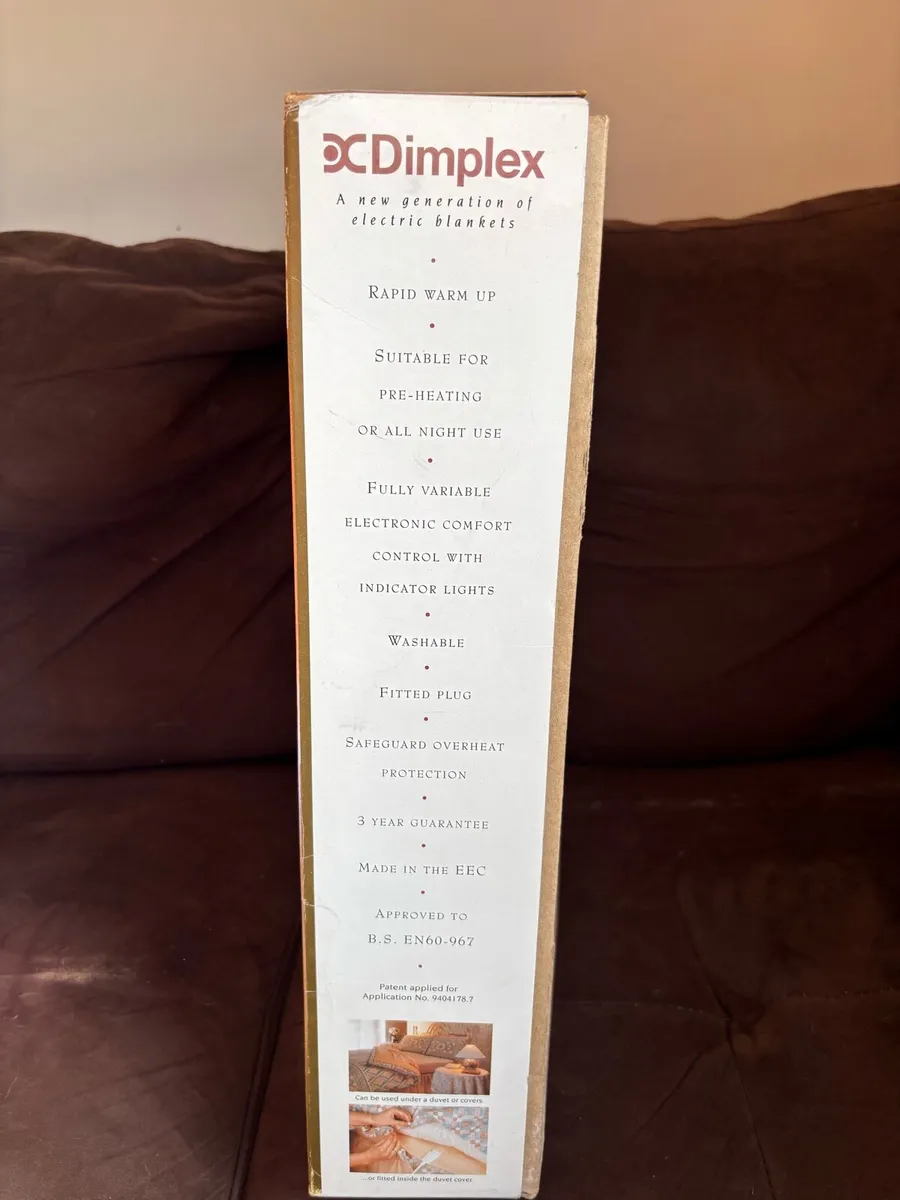 Dimplex
A new generation of
electric blankets
RAPID WARM UP
SUITABLE FOR
PRE-HEATING
OR ALL NIGHT USE
FULLY VARIABLE
ELECTRONIC COMFORT
CONTROL WITH
INDICATOR LIGHTS
WASHABLE
FITTED PLUG
SAFEGUARD OVERHEAT
PROTECTION
3 YEAR GUARANTEE
MADE IN THE EEC
APPROVED TO
B.S. EN60-967
Patent applied for
Application No. 9404178.7
Can be used under a duvet or covers
...or fitted inside the duvet cover